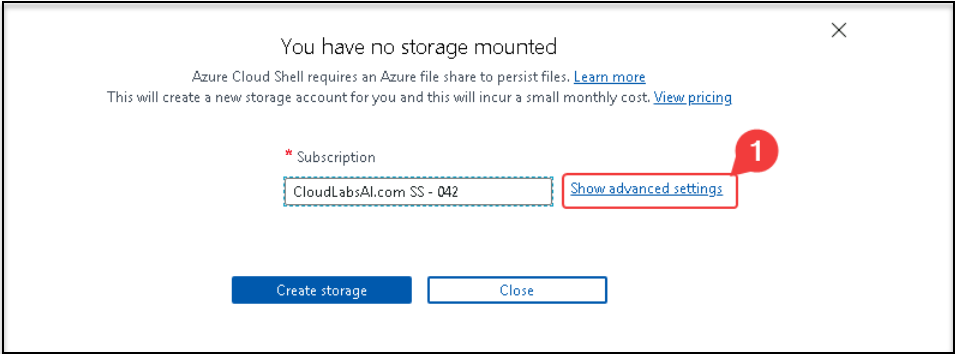 You have no storage mounted
Azure Cloud Shell requires an Azure file share to persist files. Learn more
This will create a new storage account for you and this will incur a small monthly cost. View pricing
1
* Subscription
CloudLabsAI.com SS - 042
Show advanced settings
Create storage
Close